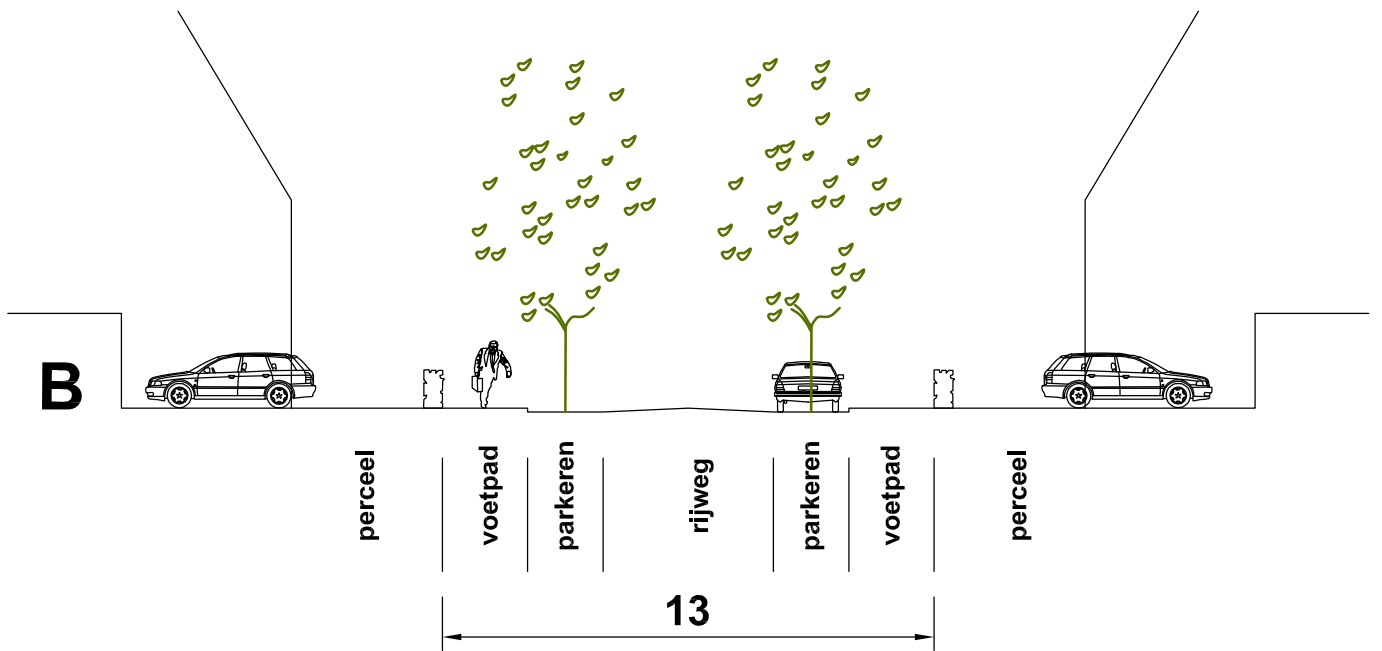 B
perceel
voetpad
parkeren
rijweg
parkeren
voetpad
perceel
13